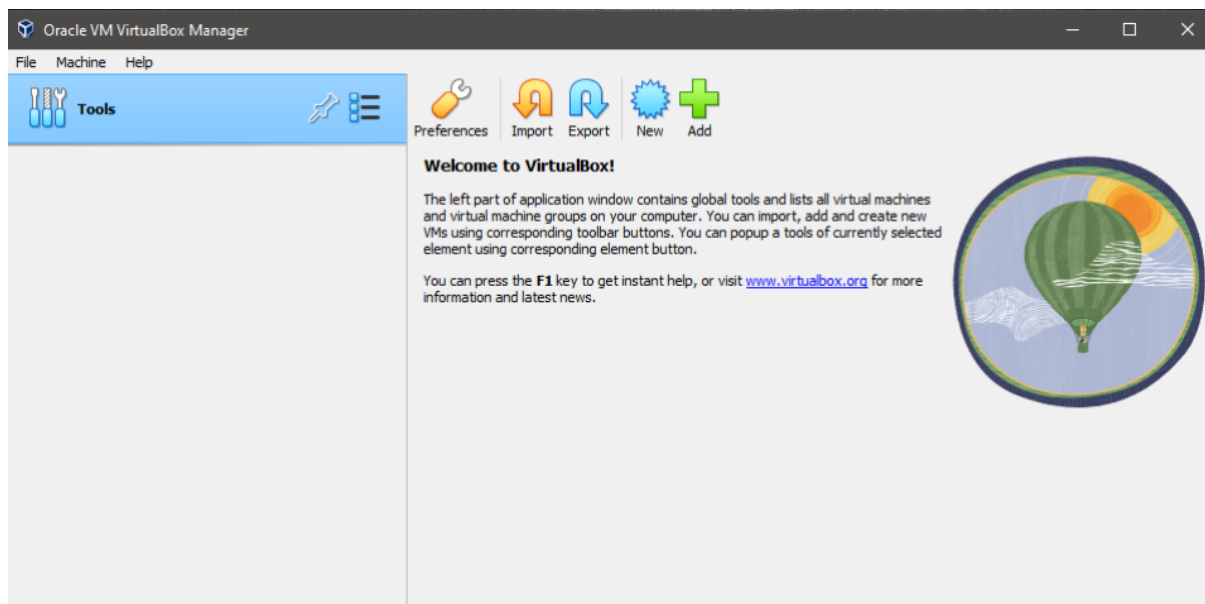 Oracle VM VirtualBox Manager
File Machine Help
Tools
Preferences Import Export New Add
Welcome to VirtualBox!
The left part of application window contains global tools and lists all virtual machines
and virtual machine groups on your computer. You can import, add and create new
VMs using corresponding toolbar buttons. You can popup a tools of currently selected
element using corresponding element button.
You can press the F1 key to get instant help, or visit www.virtualbox.org for more
information and latest news.